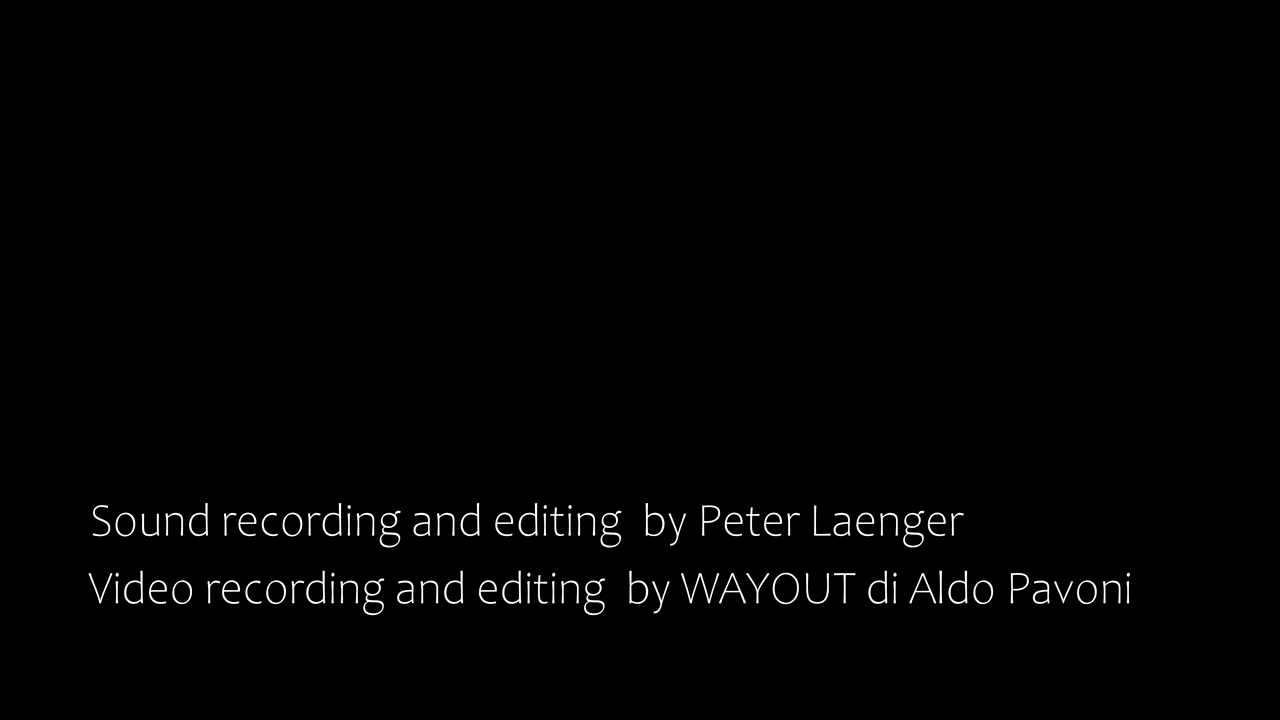 Sound recording and editing  by Peter Laenger
Video recording and editing  by WAYOUT di Aldo Pavoni